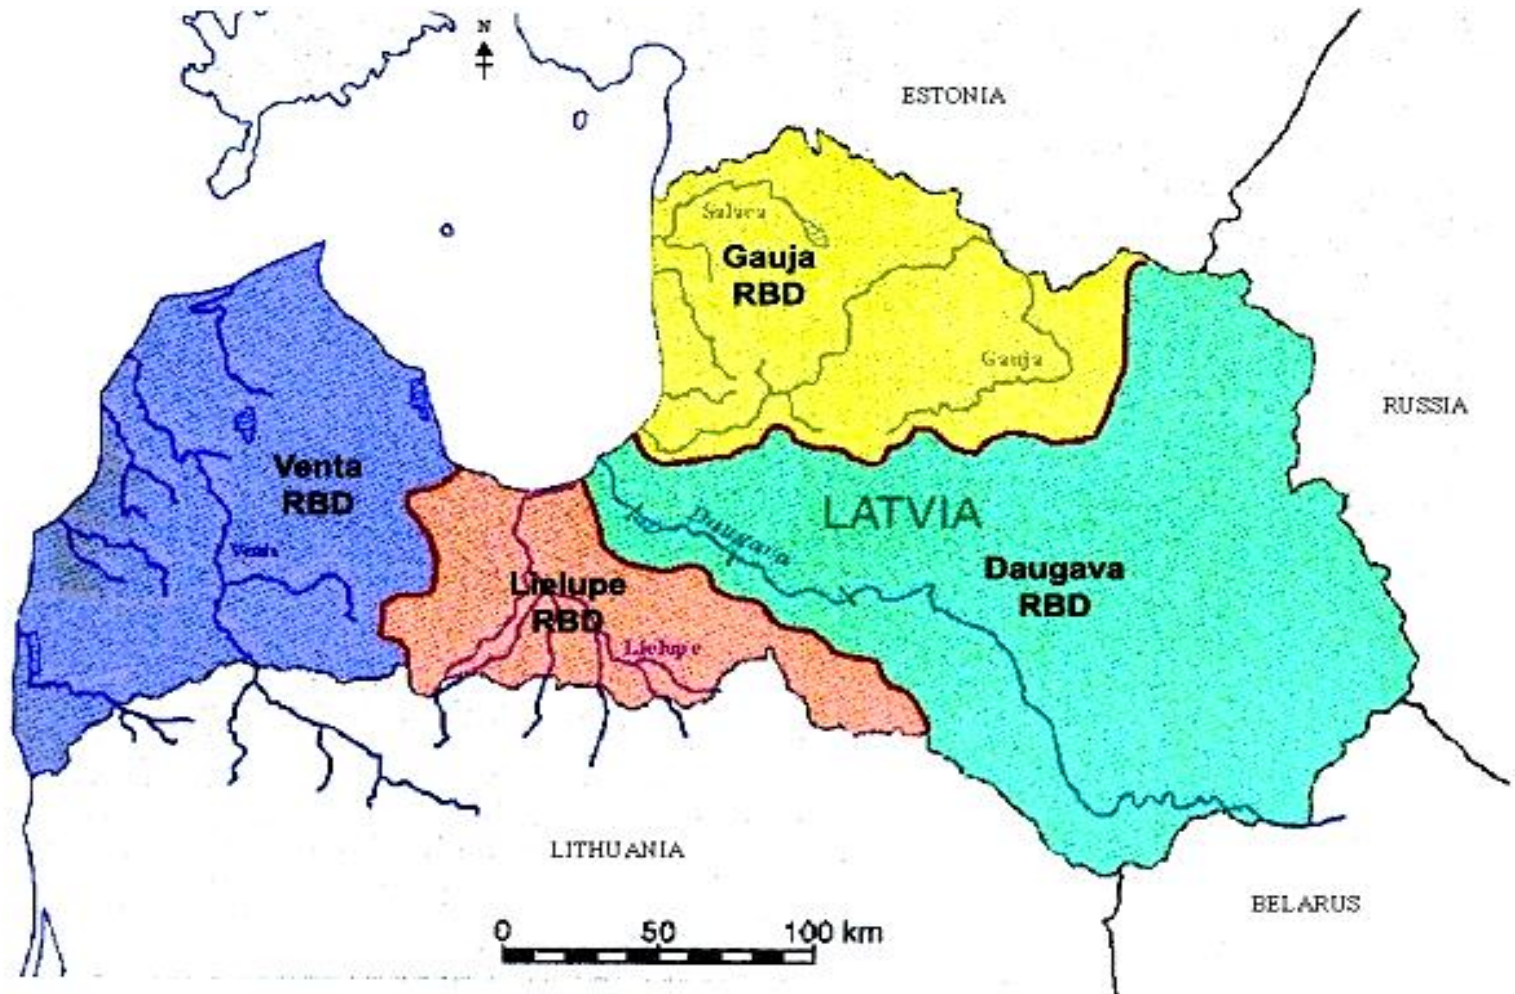 N
ESTONIA
Salaca
Gauja
RBD
Gauja
RUSSIA
Venta
RBD
LATVIA
Daugava
Venta
Daugava
RBD
Lielupe
RBD
Lielupe
LITHUANIA
BELARUS
0 50 100 km